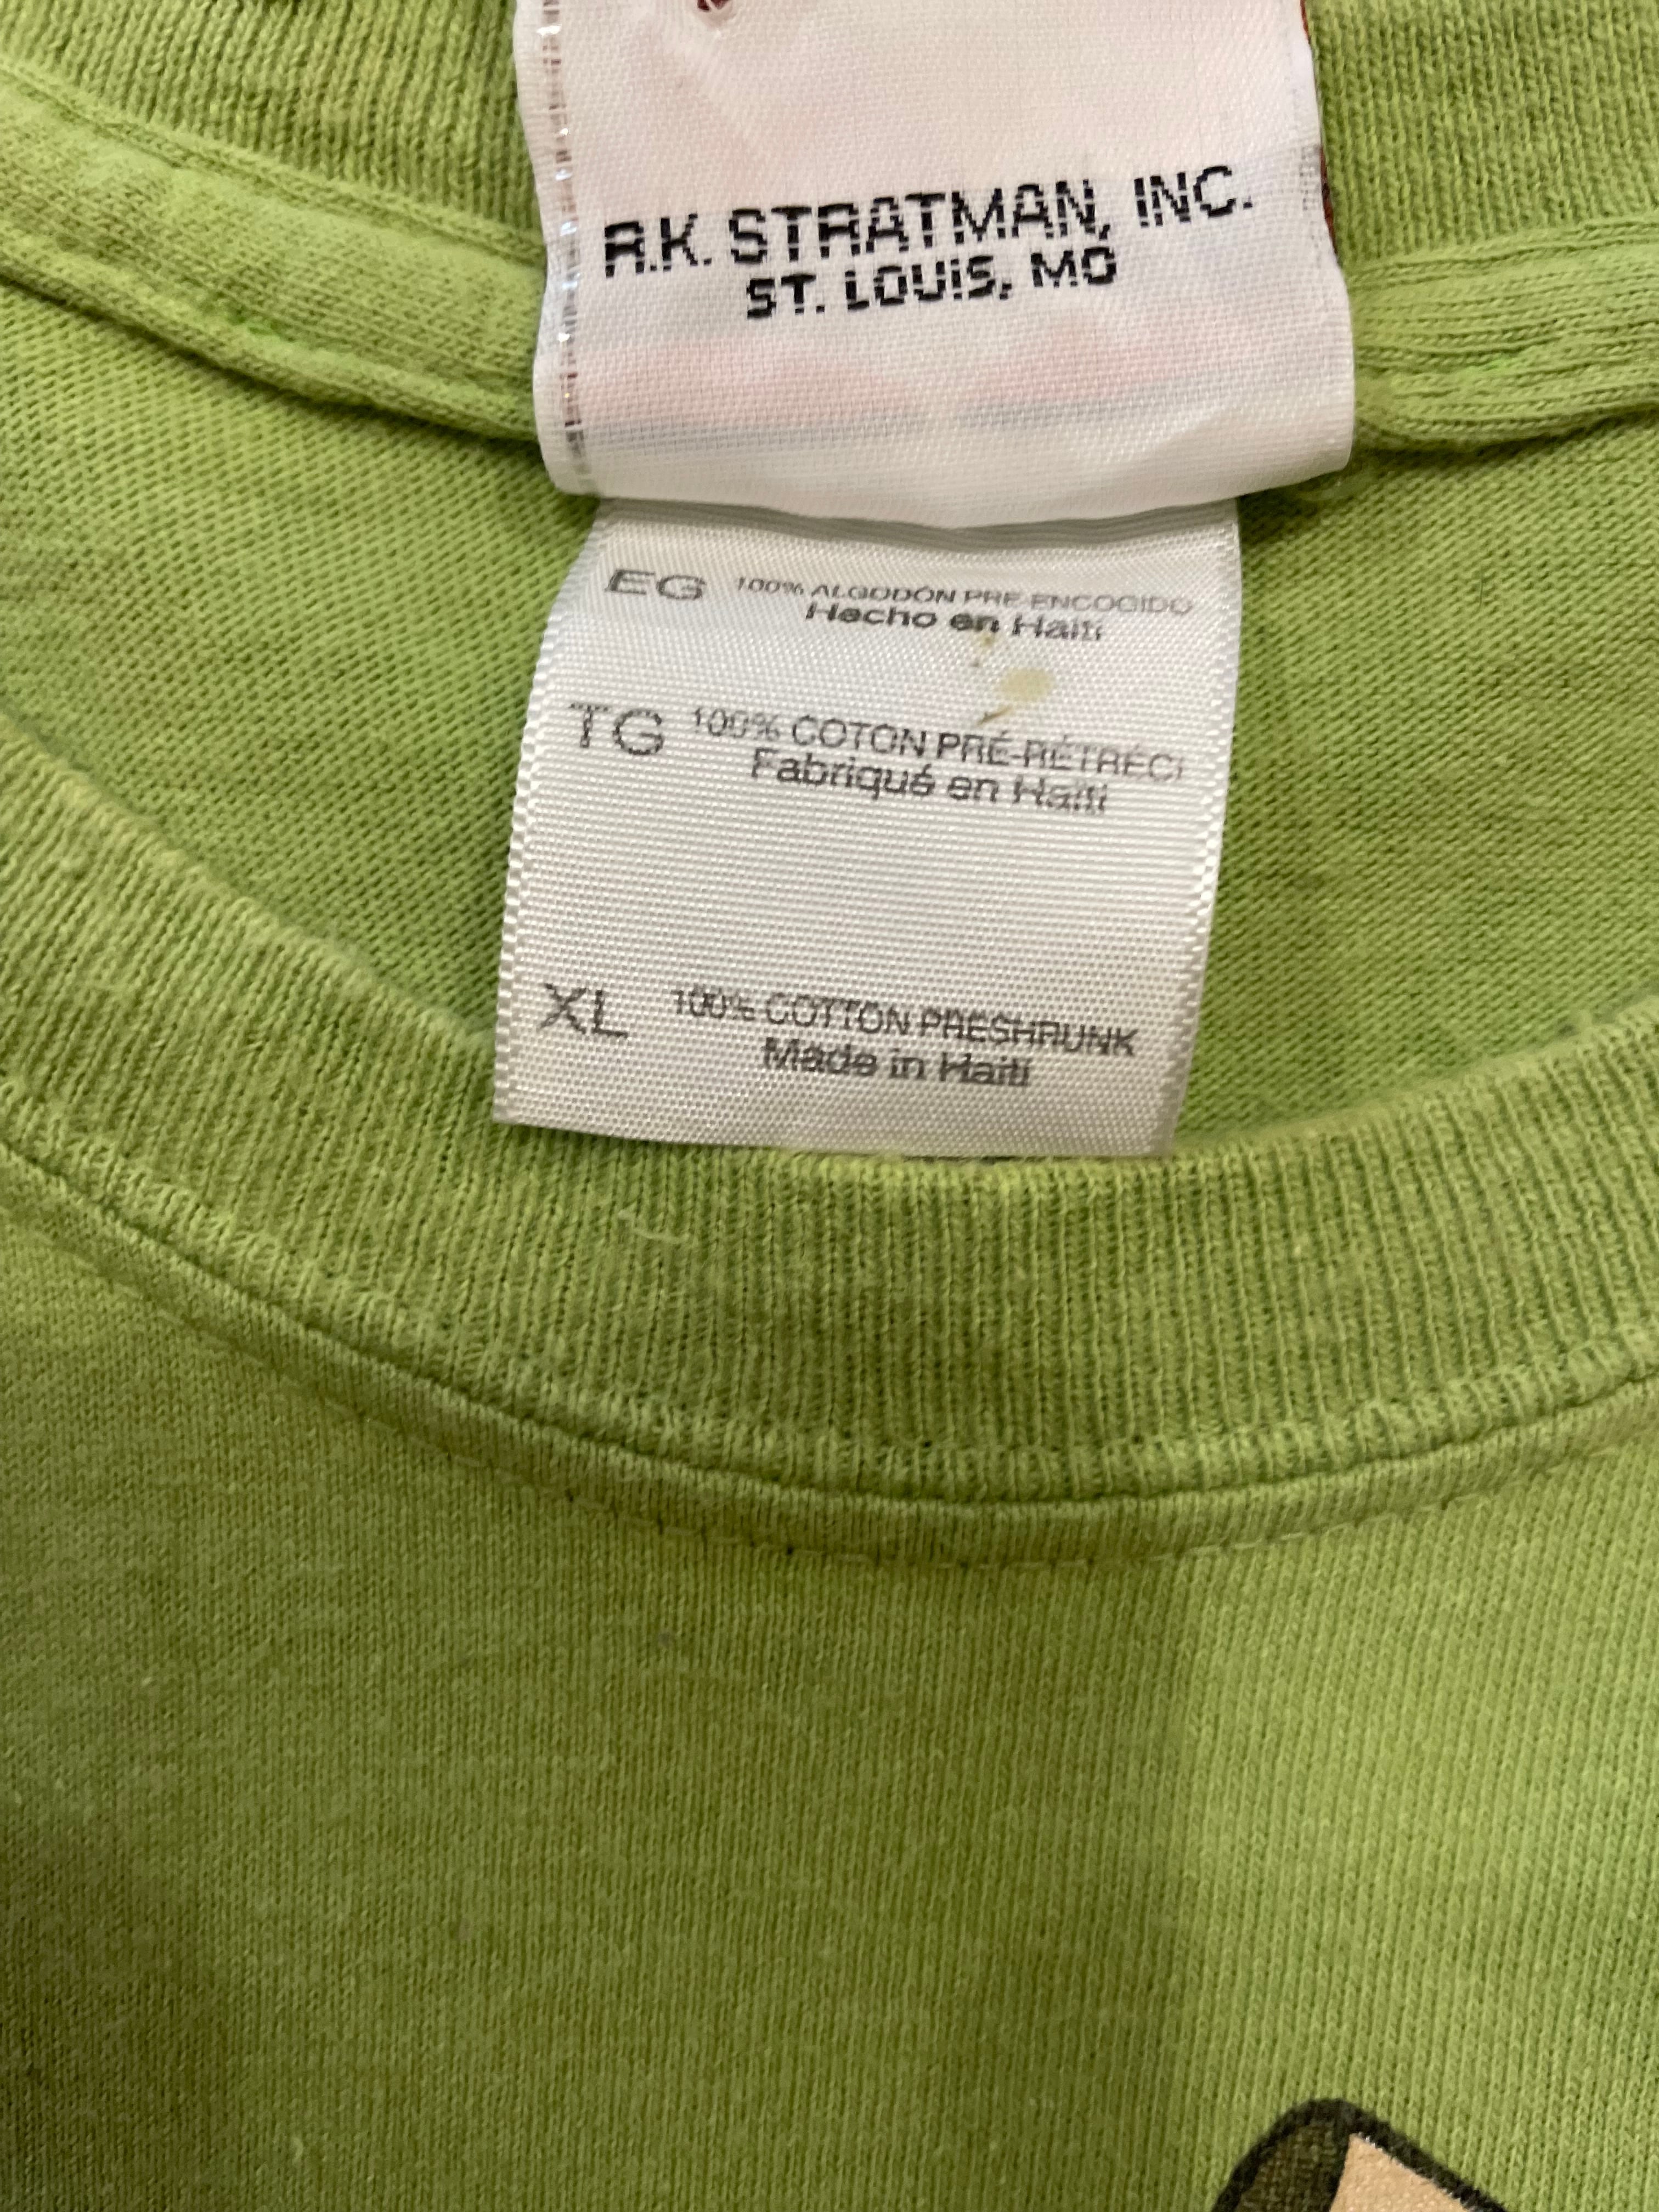 R.K. STRATMAN, INC.
ST. LOUIS, MO
EG 100% ALGODÓN PRE-ENCOGIDO
Hecho en Haiti
TG 100% COTON PRÉ-RÉTRÉCI
Fabriqué en Haiti
XL 100% COTTON PRESHRUNK
Made in Haiti